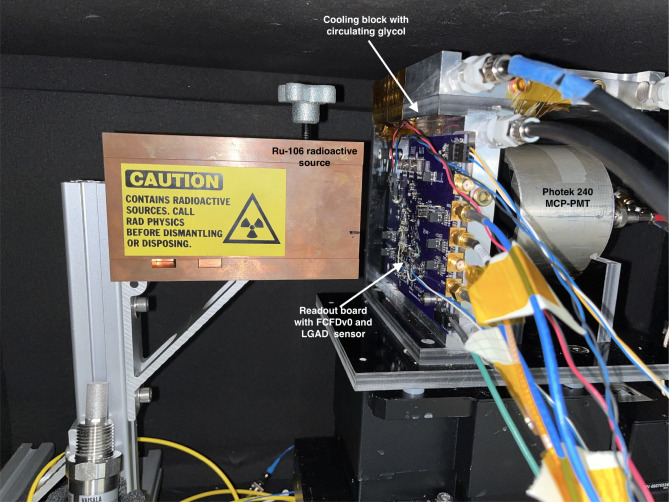 Cooling block with
circulating glycol
Ru-106 radioactive
source
CAUTION
CONTAINS RADIOACTIVE
SOURCES. CALL
RAD PHYSICS
BEFORE DISMANTLING
OR DISPOSING.
Photek 240
MCP-PMT
Readout board
with FCFDv0 and
LGAD sensor
VAISALA